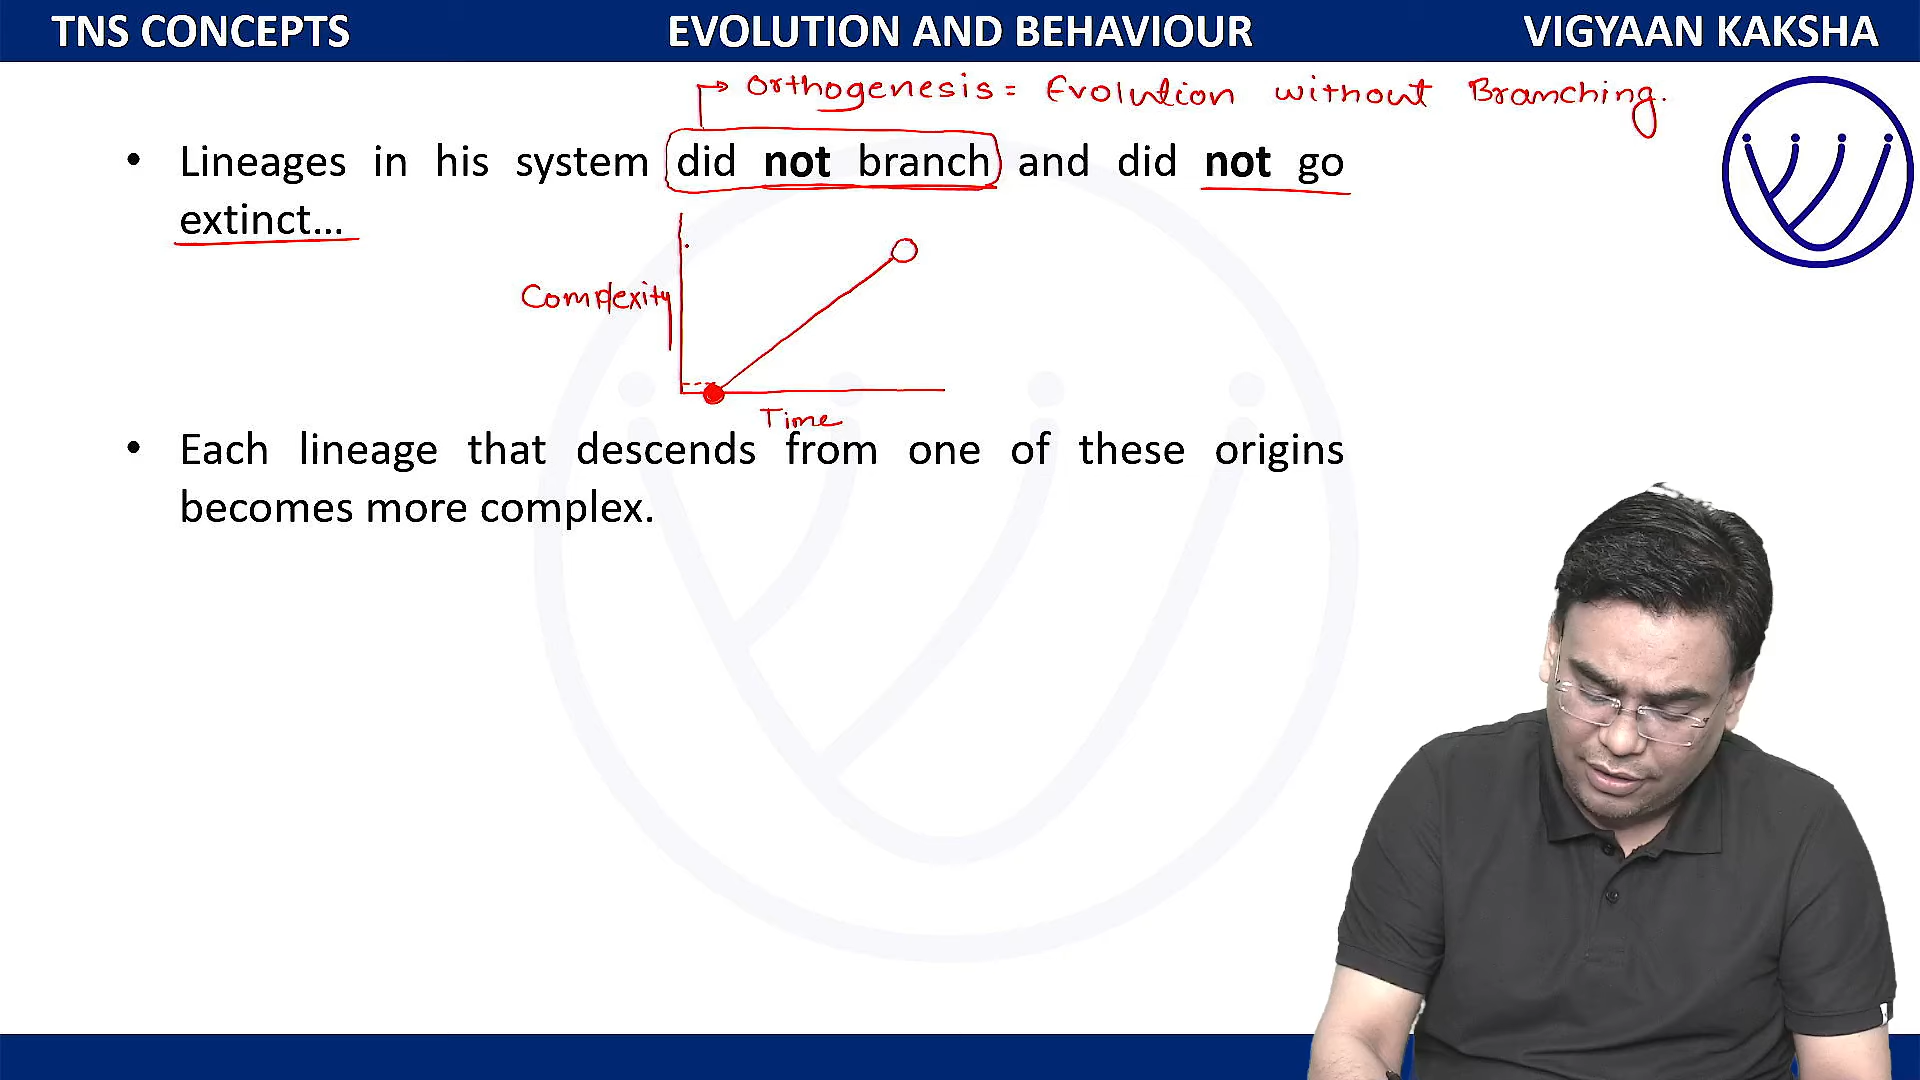 TNS CONCEPTS EVOLUTION AND BEHAVIOUR VIGYAAN KAKSHA
Orthogenesis = Evolution without Branching.
• Lineages in his system did not branch and did not go
extinct...
Complexity
Time
• Each lineage that descends from one of these origins
becomes more complex.